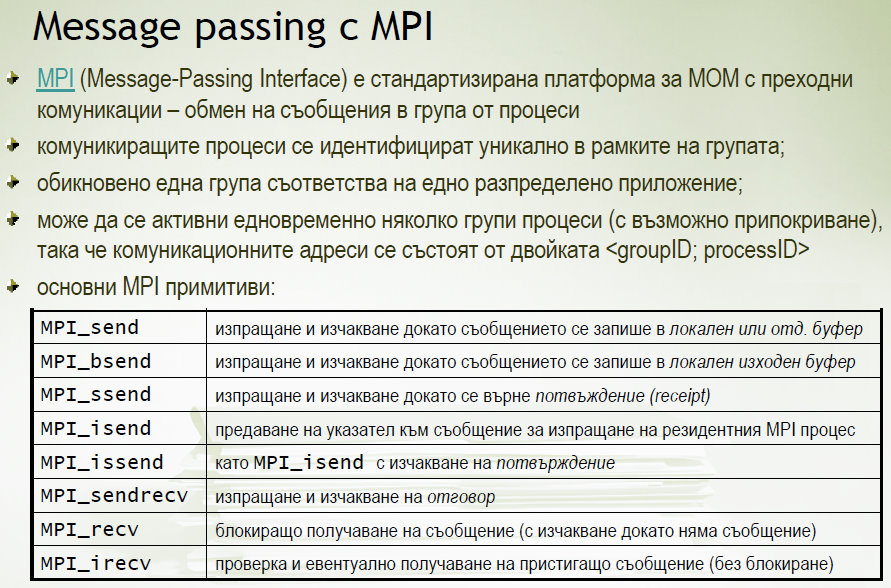 Message passing с MPI
MPI (Message-Passing Interface) е стандартизирана платформа за МОМ с преходни
комуникации – обмен на съобщения в група от процеси
комуникиращите процеси се идентифицират уникално в рамките на групата;
обикновено една група съответства на едно разпределено приложение;
може да се активни едновременно няколко групи процеси (с възможно припокриване),
така че комуникационните адреси се състоят от двойката <groupID; processID>
основни MPI примитиви:
MPI_send изпращане и изчакване докато съобщението се запише в локален или отд. буфер
MPI_bsend изпращане и изчакване докато съобщението се запише в локален изходен буфер
MPI_ssend изпращане и изчакване докато се върне потвъждение (receipt)
MPI_isend предаване на указател към съобщение за изпращане на резидентния MPI процес
MPI_issend като MPI_isend с изчакване на потвърждение
MPI_sendrecv изпращане и изчакване на отговор
MPI_recv блокиращо получаване на съобщение (с изчакване докато няма съобщение)
MPI_irecv проверка и евентуално получаване на пристигащо съобщение (без блокиране)